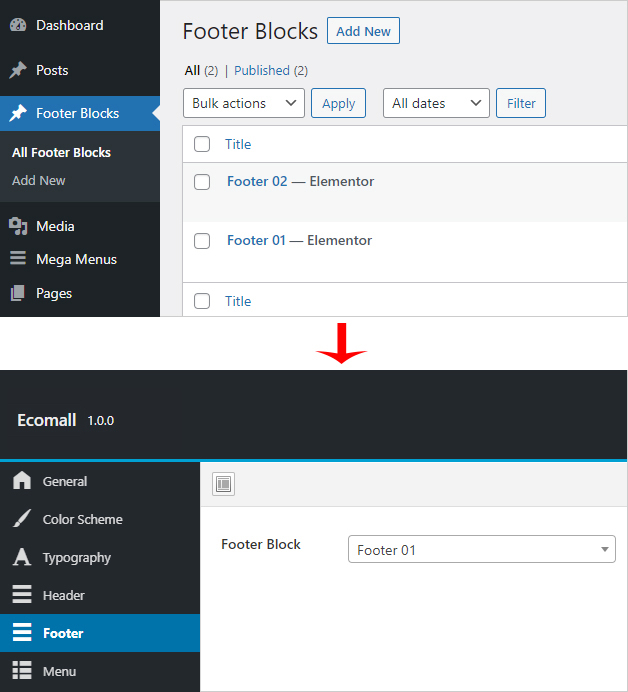 Dashboard
Posts
Footer Blocks
All Footer Blocks
Add New
Media
Mega Menus
Pages
Footer Blocks Add New
All (2) | Published (2)
Bulk actions Apply All dates Filter
Title
Footer 02 — Elementor
Footer 01 — Elementor
Title
Ecomall 1.0.0
General
Color Scheme
Typography
Header
Footer
Menu
Footer Block Footer 01